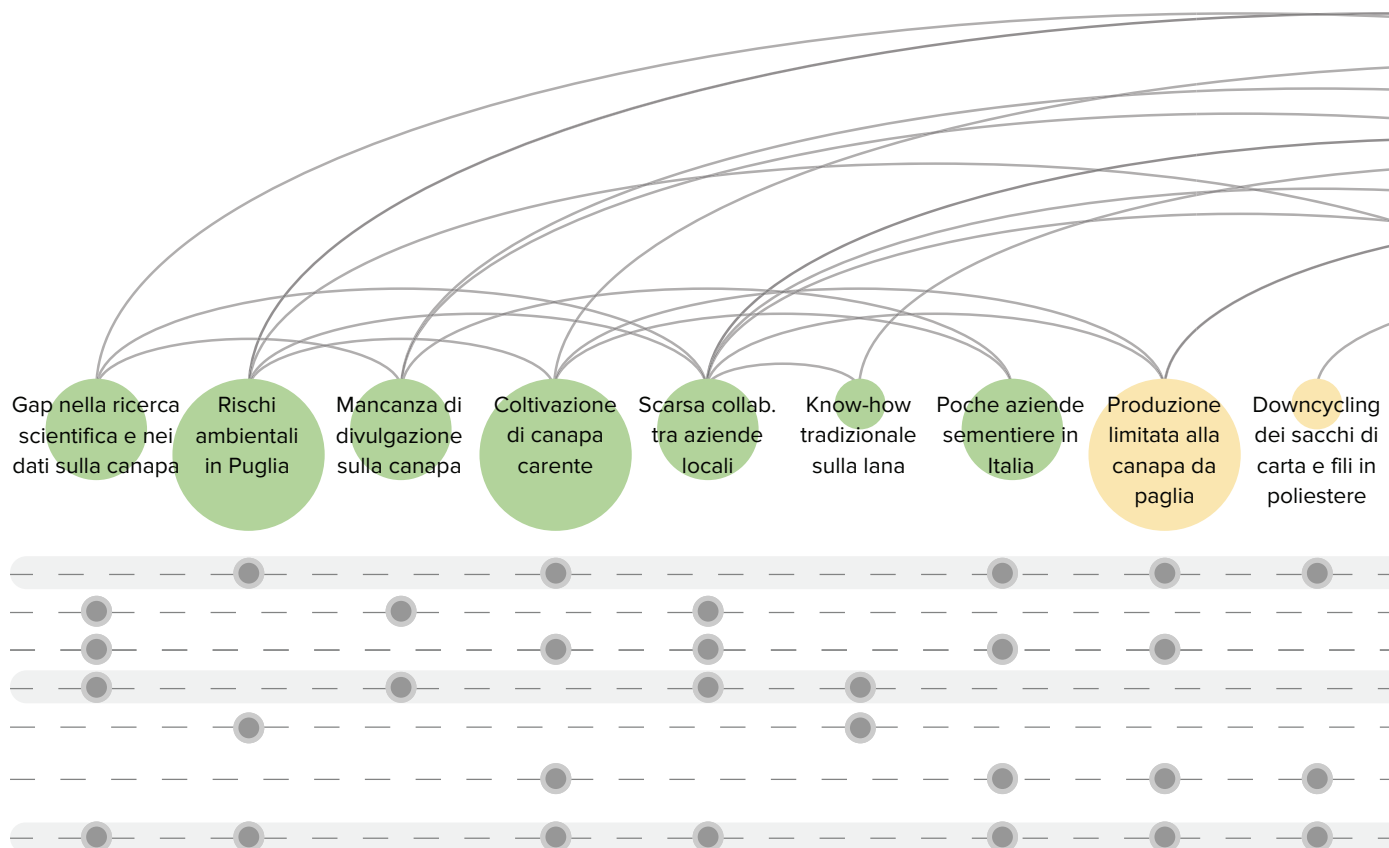 Gap nella ricerca
scientifica e nei
dati sulla canapa
Rischi
ambientali
in Puglia
Mancanza di
divulgazione
sulla canapa
Coltivazione
di canapa
carente
Scarsa collab.
tra aziende
locali
Know-how
tradizionale
sulla lana
Poche aziende
sementiere in
Italia
Produzione
limitata alla
canapa da
paglia
Downcycling
dei sacchi di
carta e fili in
poliestere